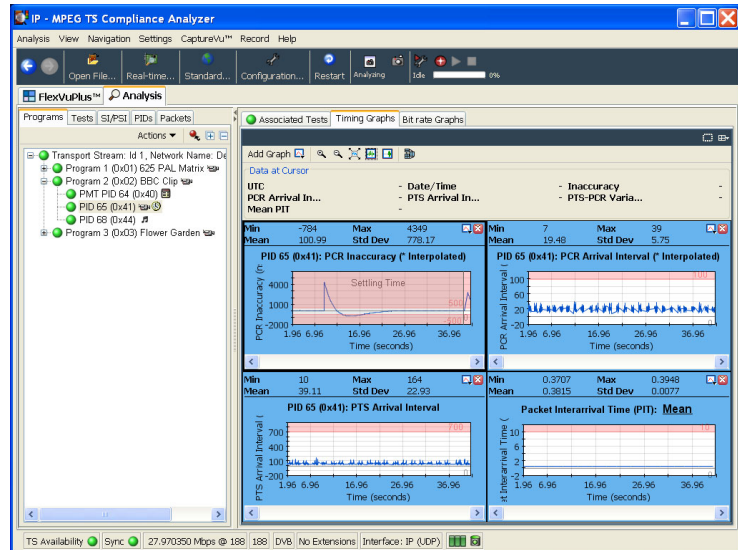 IP - MPEG TS Compliance Analyzer
Analysis View Navigation Settings CaptureVu™ Record Help
Open File... Real-time... Standard... Configuration... Restart Analyzing Idle 0%
FlexVuPlus™ Analysis
Programs Tests SI/PSI PIDs Packets
Actions
Transport Stream: Id 1, Network Name: De
Program 1 (0x01) 625 PAL Matrix
Program 2 (0x02) BBC Clip
PMT PID 64 (0x40)
PID 65 (0x41)
PID 68 (0x44)
Program 3 (0x03) Flower Garden
Associated Tests Timing Graphs Bit rate Graphs
Add Graph
Data at Cursor
UTC - Date/Time - Inaccuracy -
PCR Arrival In... - PTS Arrival In... - PTS-PCR Varia... -
Mean PIT -
Min -784 Max 4349
Mean 100.99 Std Dev 778.17
PID 65 (0x41): PCR Inaccuracy (* Interpolated)
PCR Inaccuracy (n
Settling Time
4000
1000
-2000
500
-500
1.96 6.96 16.96 26.96 36.96
Time (seconds)
Min 7 Max 39
Mean 19.48 Std Dev 5.75
PID 65 (0x41): PCR Arrival Interval (* Interpolated)
PCR Arrival Interval (
100
60
20
-20
100
0
1.96 6.96 16.96 26.96 36.96
Time (seconds)
Min 10 Max 164
Mean 39.11 Std Dev 22.93
PID 65 (0x41): PTS Arrival Interval
PTS Arrival Interval (
700
400
100
-200
700
0
1.96 6.96 16.96 26.96 36.96
Time (seconds)
Min 0.3707 Max 0.3948
Mean 0.3815 Std Dev 0.0077
Packet Interarrival Time (PIT): Mean
et Interarrival Time (
10
6
2
-2
10
0
1.96 6.96 16.96 26.96 36.96
Time (seconds)
TS Availability Sync 27.970350 Mbps @ 188 188 DVB No Extensions Interface: IP (UDP)